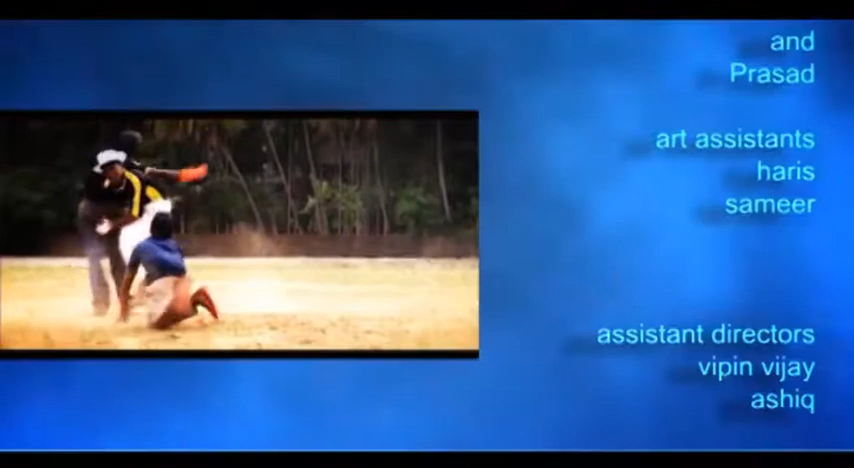 and
Prasad
art assistants
haris
sameer
assistant directors
vipin vijay
ashiq